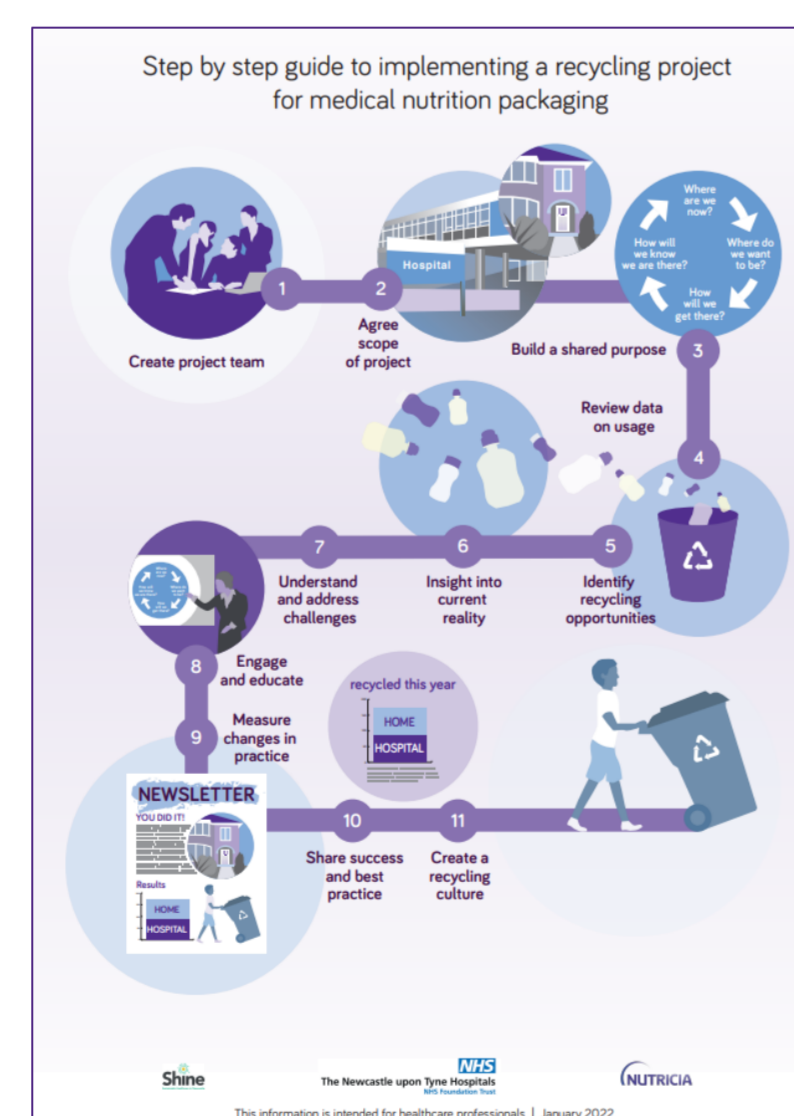 Step by step guide to implementing a recycling project
for medical nutrition packaging
1
Create project team
2
Agree
scope
of project
Hospital
Where
are we
now?
Where do
we want
to be?
How
will we
get there?
How will
we know
we are there?
Build a shared purpose
3
Review data
on usage
4
5
Identify
recycling
opportunities
6
Insight into
current
reality
7
Understand
and address
challenges
8
Engage
and educate
9
Measure
changes in
practice
recycled this year
HOME
HOSPITAL
NEWSLETTER
YOU DID IT!
Results
HOME
HOSPITAL
10
Share success
and best
practice
11
Create a
recycling
culture
Shine
NHS
The Newcastle upon Tyne Hospitals
NHS Foundation Trust
NUTRICIA
This information is intended for healthcare professionals | January 2022